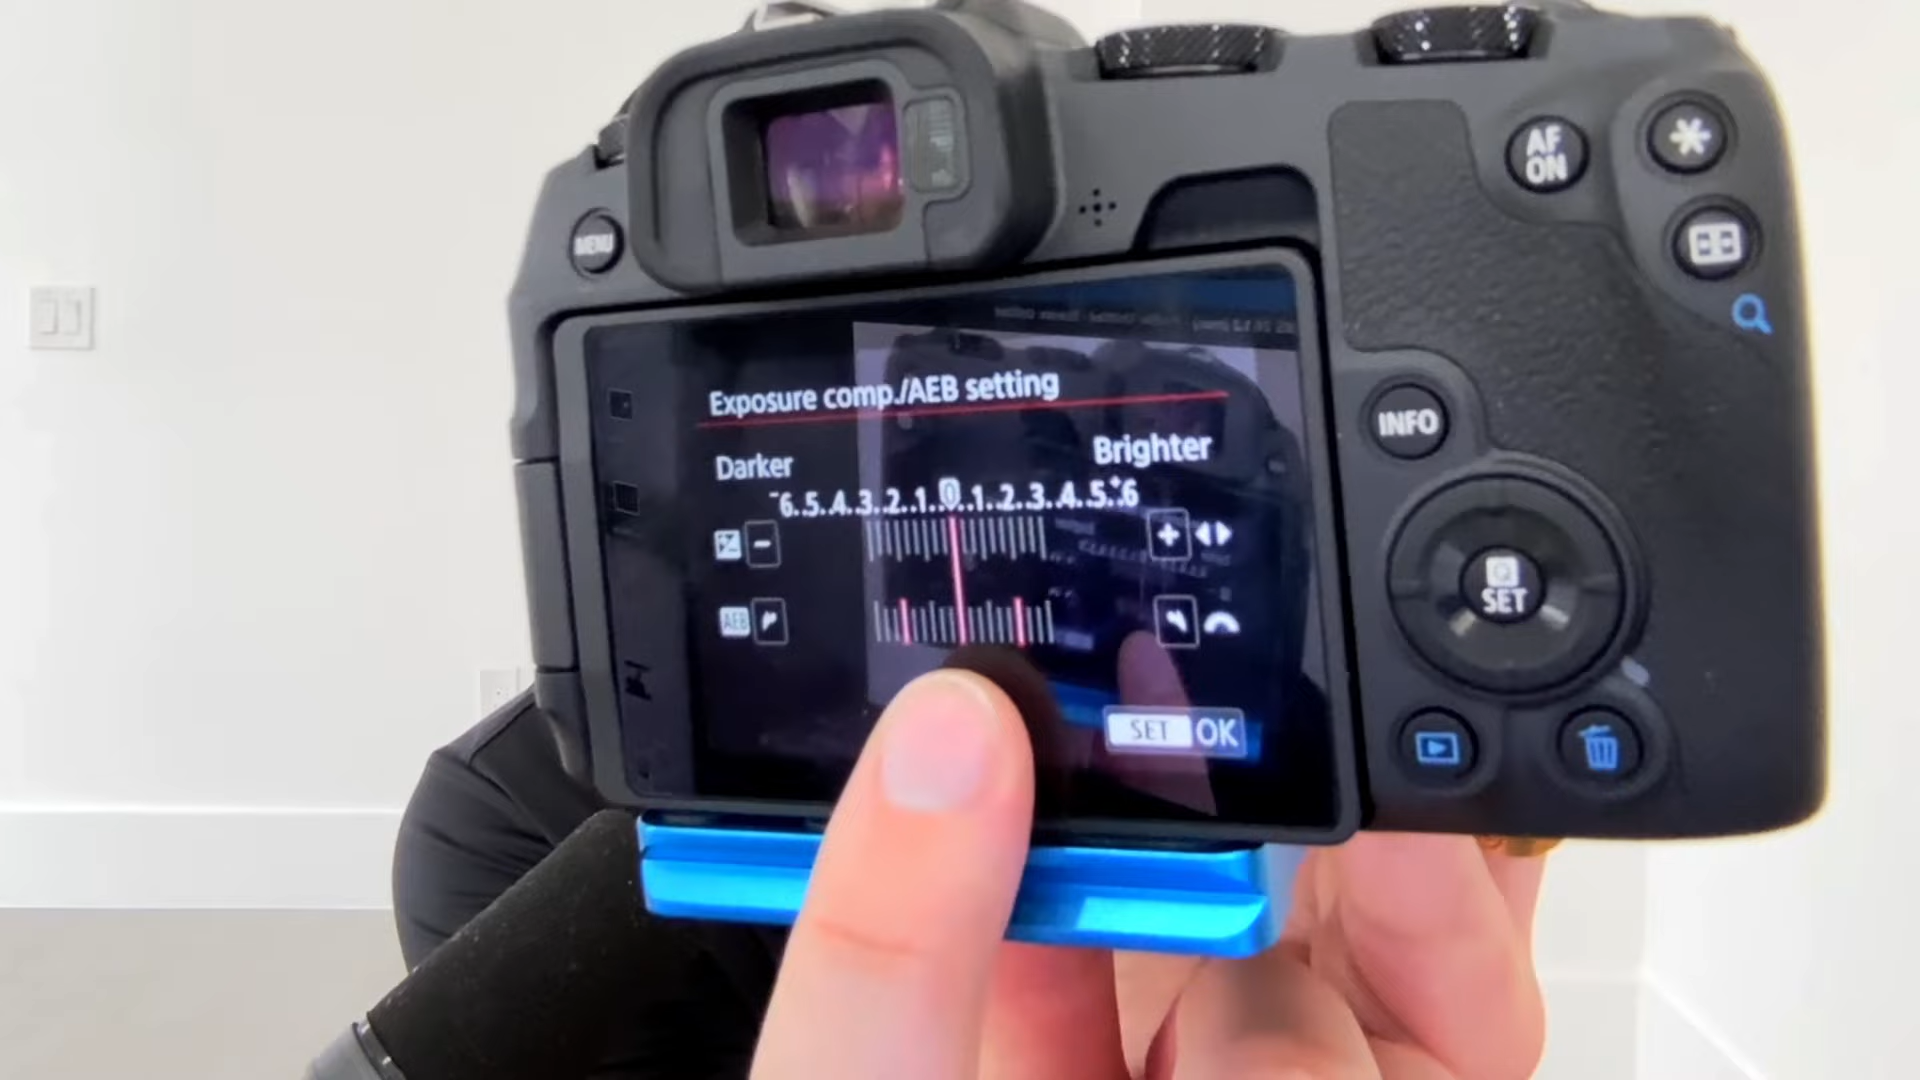 MENU
AF
ON
INFO
Exposure comp./AEB setting
Darker
Brighter
-6..5..4..3..2..1..0..1..2..3..4..5..+6
AEB
Q
SET
SET OK